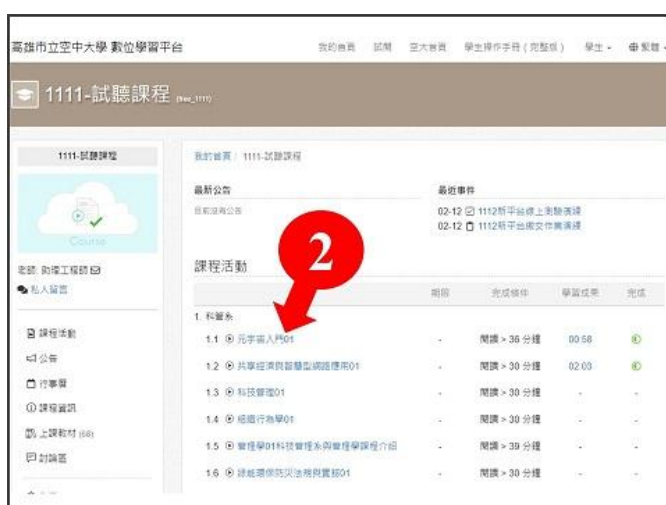 高雄市立空中大學 數位學習平台 我的首頁 試聽 空大首頁 學生操作手冊(完整版) 學生 繁體
1111-試聽課程 (free_1111)
1111-試聽課程
Course
老師: 助理工程師
私人留言
課程活動
公告
行事曆
課程資訊
上課教材 (68)
討論區
我的首頁 / 1111-試聽課程
最新公告
目前沒有公告
最近事件
02-12 1112新平台線上測驗演練
02-12 1112新平台繳交作業演練
2
課程活動
期限 完成條件 學習成果 完成
1. 科管系
1.1 元宇宙入門01 - 閱讀 > 36 分鐘 00:58
1.2 共享經濟與智慧型網路應用01 - 閱讀 > 30 分鐘 02:03
1.3 科技管理01 - 閱讀 > 30 分鐘 - -
1.4 組織行為學01 - 閱讀 > 30 分鐘 - -
1.5 管理學01科技管理系與管理學課程介紹 - 閱讀 > 39 分鐘 - -
1.6 綠能環保防災法規與實務01 - 閱讀 > 30 分鐘 - -